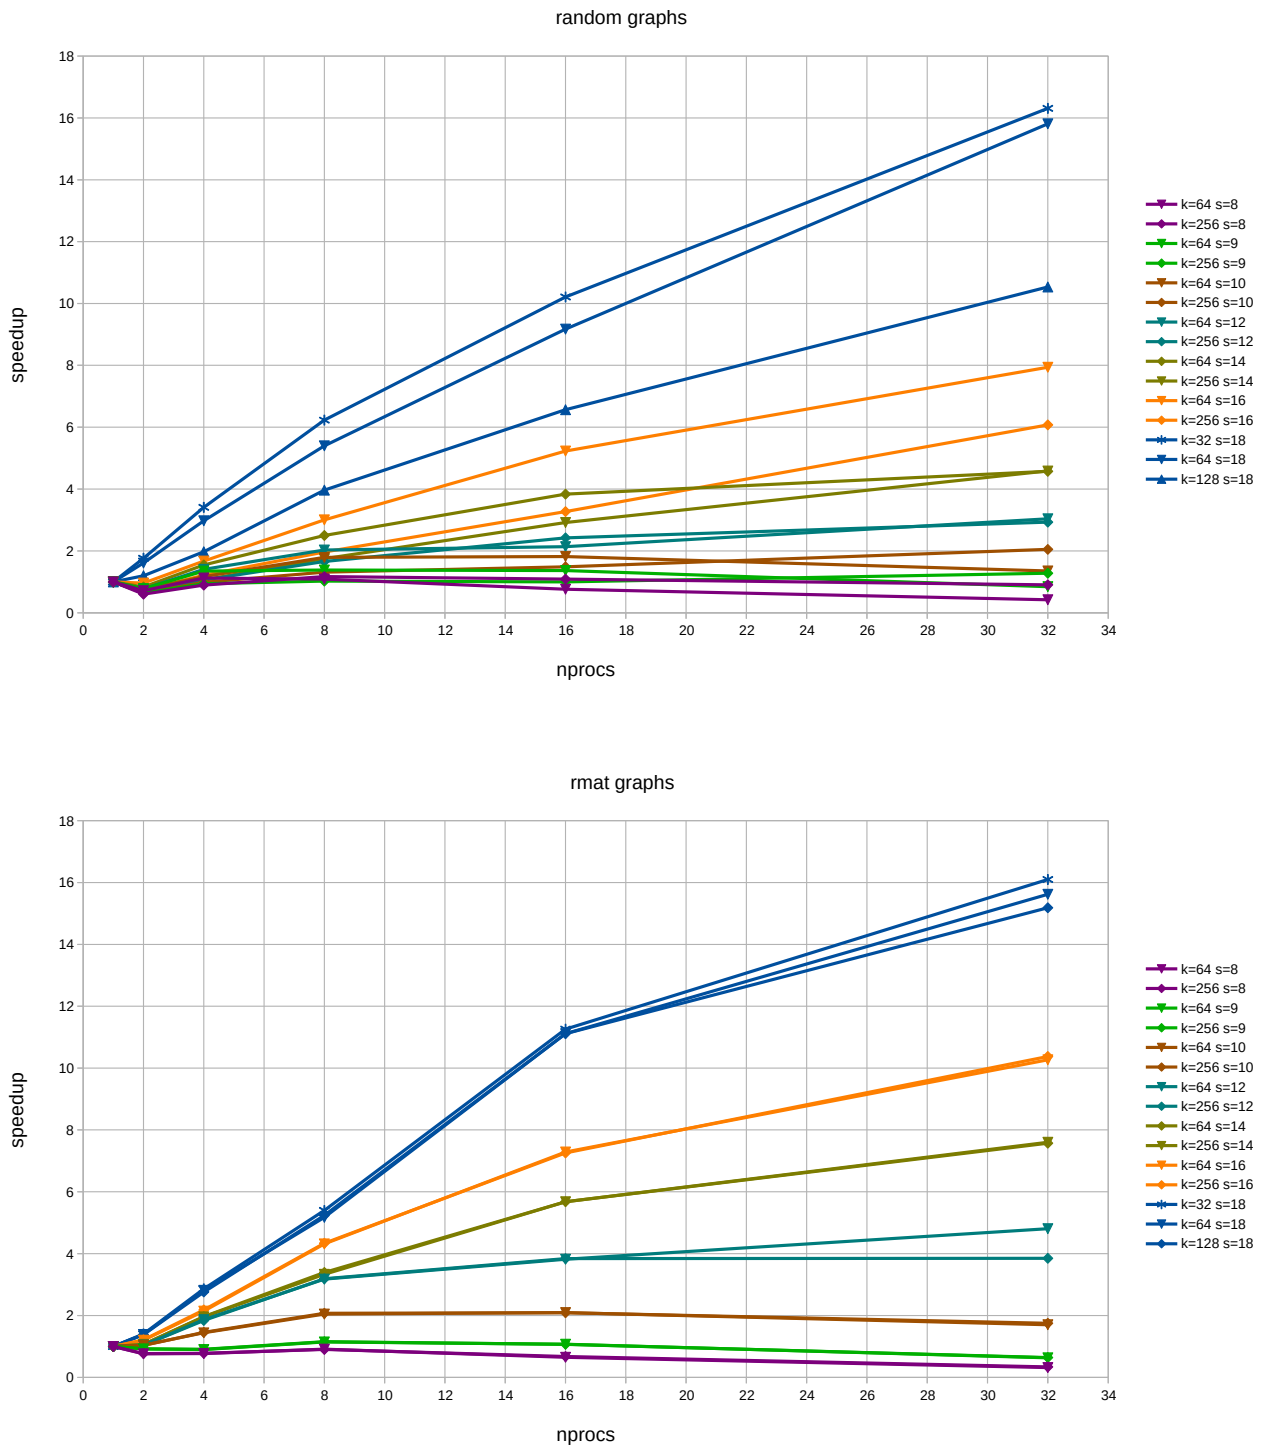 random graphs
18
16
14
12
10
8
6
4
2
0
speedup
0 2 4 6 8 10 12 14 16 18 20 22 24 26 28 30 32 34
nprocs
k=64 s=8
k=256 s=8
k=64 s=9
k=256 s=9
k=64 s=10
k=256 s=10
k=64 s=12
k=256 s=12
k=64 s=14
k=256 s=14
k=64 s=16
k=256 s=16
k=32 s=18
k=64 s=18
k=128 s=18
rmat graphs
18
16
14
12
10
8
6
4
2
0
speedup
0 2 4 6 8 10 12 14 16 18 20 22 24 26 28 30 32 34
nprocs
k=64 s=8
k=256 s=8
k=64 s=9
k=256 s=9
k=64 s=10
k=256 s=10
k=64 s=12
k=256 s=12
k=64 s=14
k=256 s=14
k=64 s=16
k=256 s=16
k=32 s=18
k=64 s=18
k=128 s=18